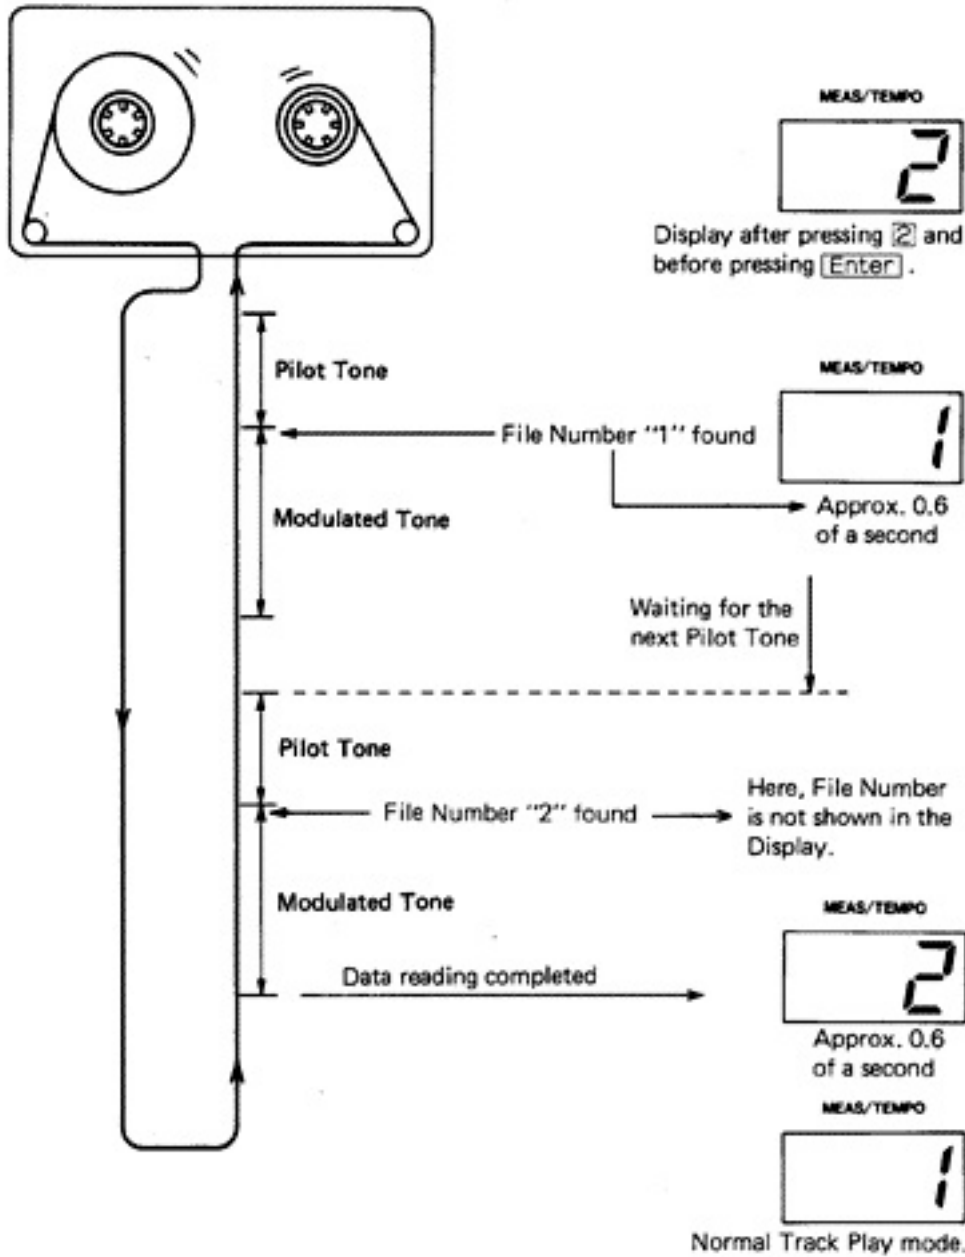 MEAS/TEMPO
2
Display after pressing 2 and
before pressing Enter .
Pilot Tone
MEAS/TEMPO
1
File Number "1" found
Approx. 0.6
of a second
Modulated Tone
Waiting for the
next Pilot Tone
Pilot Tone
File Number "2" found
Here, File Number
is not shown in the
Display.
Modulated Tone
MEAS/TEMPO
2
Data reading completed
Approx. 0.6
of a second
MEAS/TEMPO
1
Normal Track Play mode.